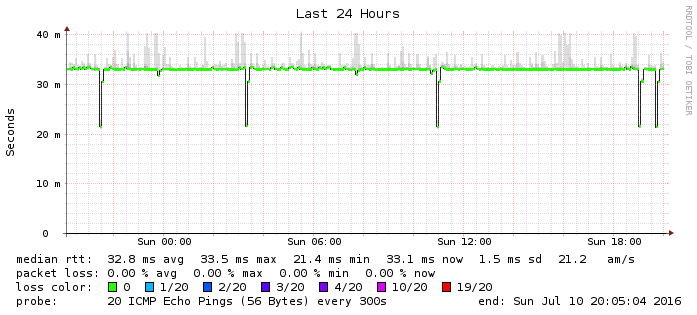 Last 24 Hours
RRDTOOL / TOBI OETIKER
Seconds
40 m
30 m
20 m
10 m
0
Sun 00:00 Sun 06:00 Sun 12:00 Sun 18:00
median rtt: 32.8 ms avg 33.5 ms max 21.4 ms min 33.1 ms now 1.5 ms sd 21.2 am/s
packet loss: 0.00 % avg 0.00 % max 0.00 % min 0.00 % now
loss color: 0 1/20 2/20 3/20 4/20 10/20 19/20
probe: 20 ICMP Echo Pings (56 Bytes) every 300s end: Sun Jul 10 20:05:04 2016